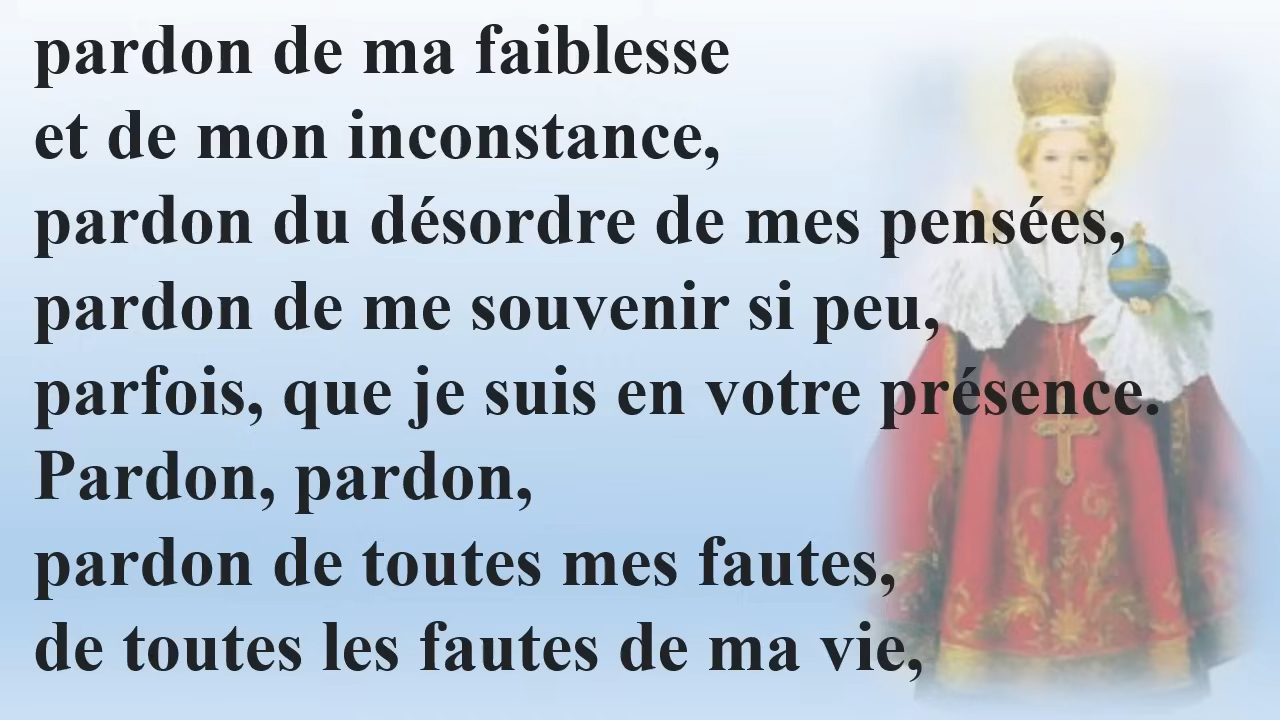 pardon de ma faiblesse
et de mon inconstance,
pardon du désordre de mes pensées,
pardon de me souvenir si peu,
parfois, que je suis en votre présence.
Pardon, pardon,
pardon de toutes mes fautes,
de toutes les fautes de ma vie,